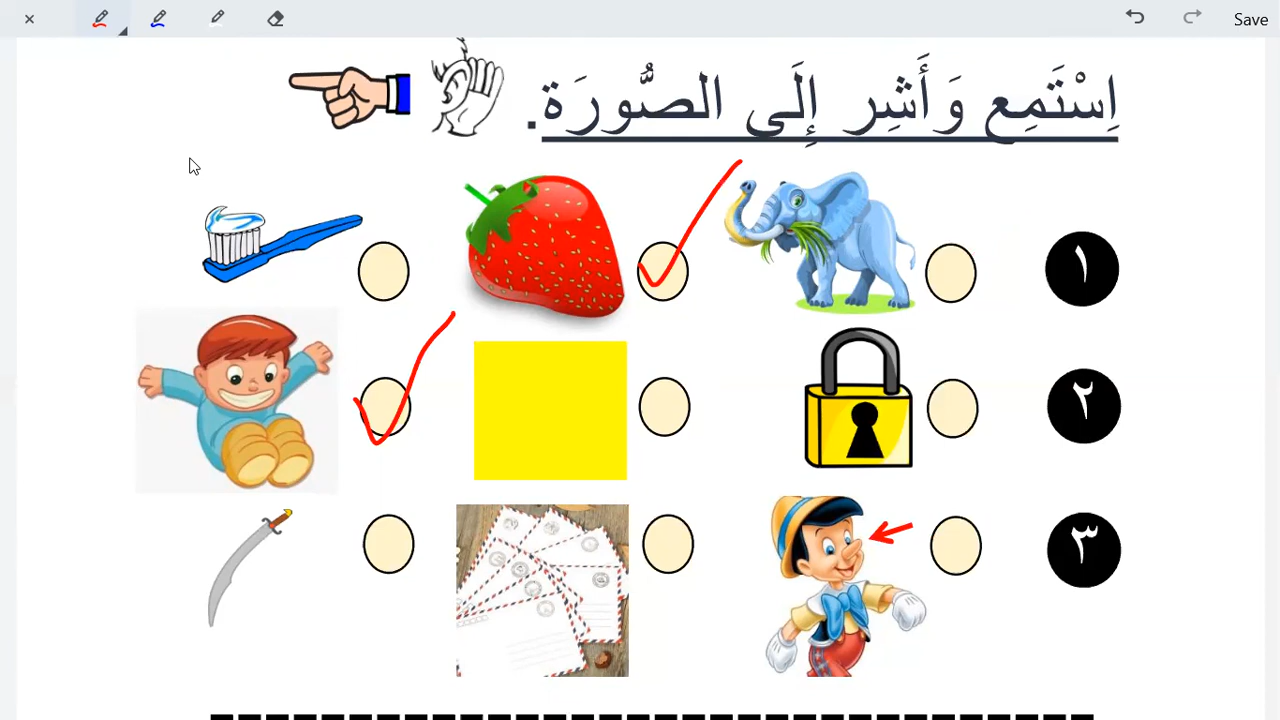 Save
اِسْتَمِع وَأَشِر إِلَى الصُّورَة.
١
٢
٣